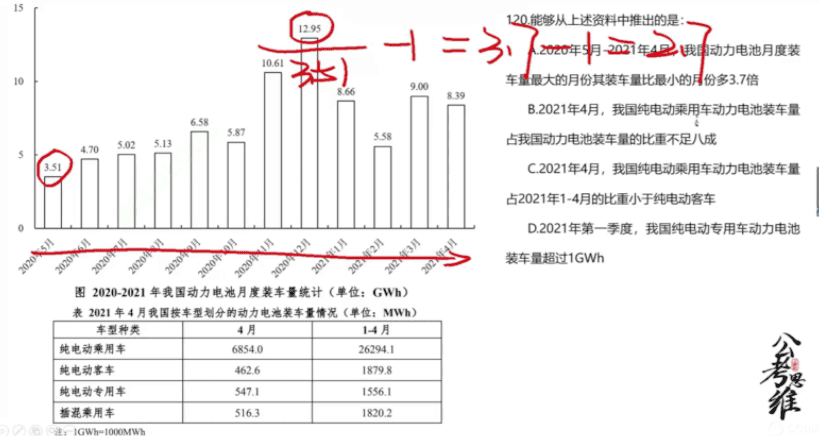 15
12.95
10.61
10
9.00
8.66
8.39
6.58
5.87
5.58
5.02
5.13
5
4.70
3.51
0
2020年5月
2020年6月
2020年7月
2020年8月
2020年9月
2020年10月
2020年11月
2020年12月
2021年1月
2021年2月
2021年3月
2021年4月
图 2020-2021 年我国动力电池月度装车量统计（单位：GWh）
表 2021 年 4 月我国按车型划分的动力电池装车量情况（单位：MWh）
车型种类 4 月 1-4月
纯电动乘用车 6854.0 26294.1
纯电动客车 462.6 1879.8
纯电动专用车 547.1 1556.1
插混乘用车 516.3 1820.2
注：1GWh=1000MWh
3.51
-1=3.7-1=2.7
120.能够从上述资料中推出的是：
A.2020年5月-2021年4月，我国动力电池月度装
车量最大的月份其装车量比最小的月份多3.7倍
B.2021年4月，我国纯电动乘用车动力电池装车量
占我国动力电池装车量的比重不足八成
C.2021年4月，我国纯电动乘用车动力电池装车量
占2021年1-4月的比重小于纯电动客车
D.2021年第一季度，我国纯电动专用车动力电池
装车量超过1GWh
公考思维